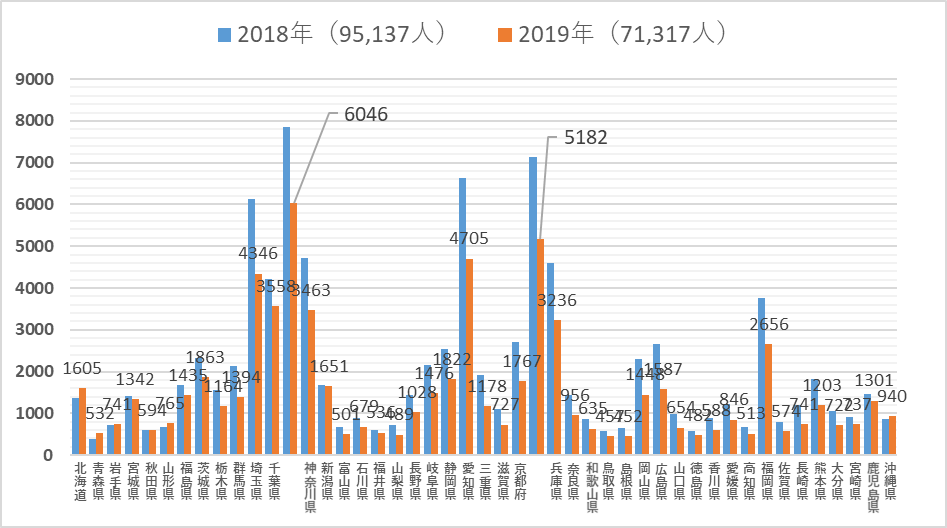 2018年（95,137人） 2019年（71,317人）
9000
8000
7000
6000
5000
4000
3000
2000
1000
0
6046
5182
1605
532
741
1342
594
765
1435
1863
1164
1394
4346
3558
3463
1651
501
679
536
489
1028
1476
1822
4705
1178
727
1767
3236
956
635
457
452
1448
1587
654
482
588
846
513
2656
574
741
1203
722
737
1301
940
北海道
青森県
岩手県
宮城県
秋田県
山形県
福島県
茨城県
栃木県
群馬県
埼玉県
千葉県
神奈川県
新潟県
富山県
石川県
福井県
山梨県
長野県
岐阜県
静岡県
愛知県
三重県
滋賀県
京都府
兵庫県
奈良県
和歌山県
鳥取県
島根県
岡山県
広島県
山口県
徳島県
香川県
愛媛県
高知県
福岡県
佐賀県
長崎県
熊本県
大分県
宮崎県
鹿児島県
沖縄県